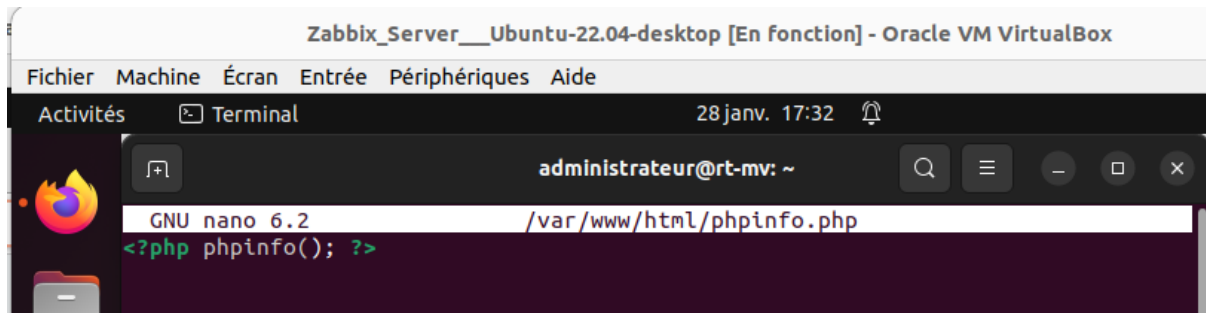 Zabbix_Server___Ubuntu-22.04-desktop [En fonction] - Oracle VM VirtualBox
Fichier Machine Écran Entrée Périphériques Aide
Activités Terminal 28 janv. 17:32
administrateur@rt-mv: ~
GNU nano 6.2 /var/www/html/phpinfo.php
<?php phpinfo(); ?>